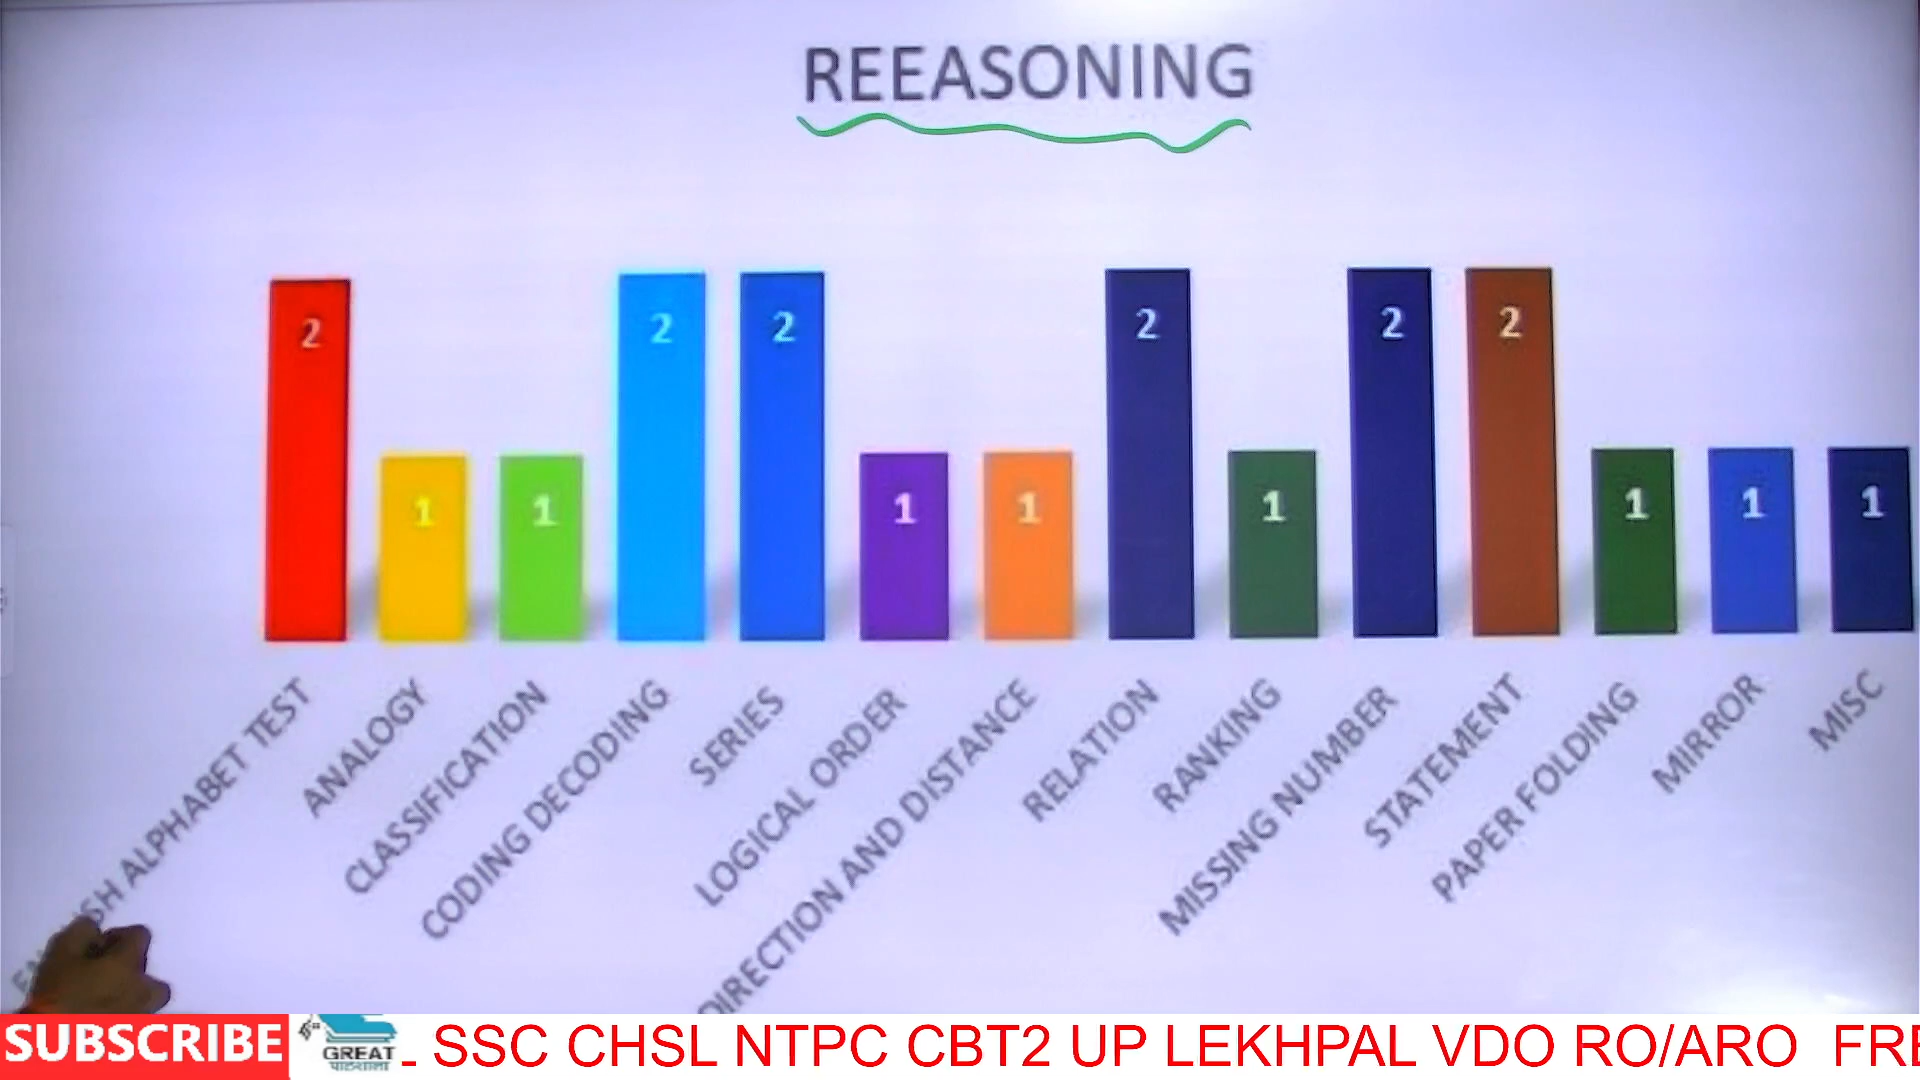 REEASONING
2 1 1 2 2 1 1 2 1 2 2 1 1 1
ALPHABET TEST
ANALOGY
CLASSIFICATION
CODING DECODING
SERIES
LOGICAL ORDER
DIRECTION AND DISTANCE
RELATION
RANKING
MISSING NUMBER
STATEMENT
PAPER FOLDING
MIRROR
MISC
SUBSCRIBE
GREAT
पाठशाला
SSC CHSL NTPC CBT2 UP LEKHPAL VDO RO/ARO